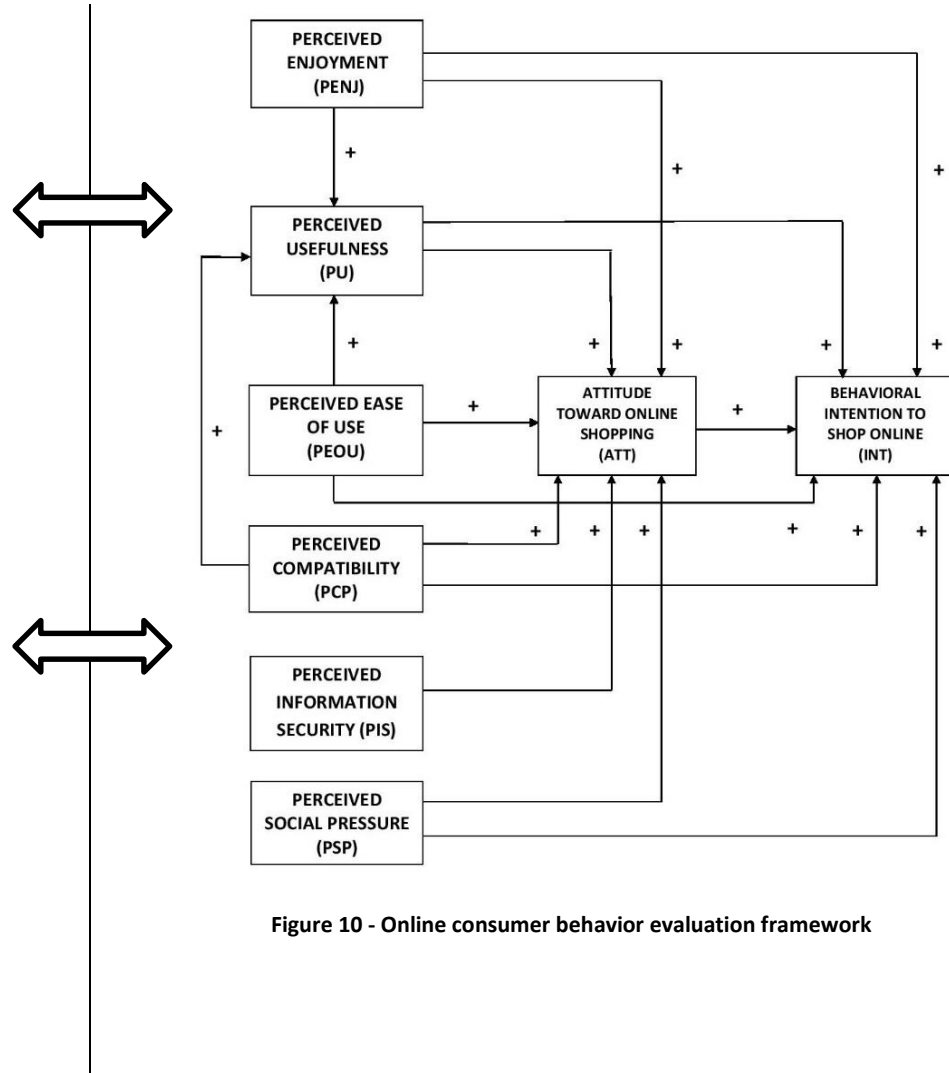 PERCEIVED
ENJOYMENT
(PENJ)
+
+
+
PERCEIVED
USEFULNESS
(PU)
+
+
+
+
+
PERCEIVED EASE
OF USE
(PEOU)
+
+
ATTITUDE
TOWARD ONLINE
SHOPPING
(ATT)
+
BEHAVIORAL
INTENTION TO
SHOP ONLINE
(INT)
PERCEIVED
COMPATIBILITY
(PCP)
+
+
+
+
+
+
PERCEIVED
INFORMATION
SECURITY (PIS)
PERCEIVED
SOCIAL PRESSURE
(PSP)
Figure 10 - Online consumer behavior evaluation framework